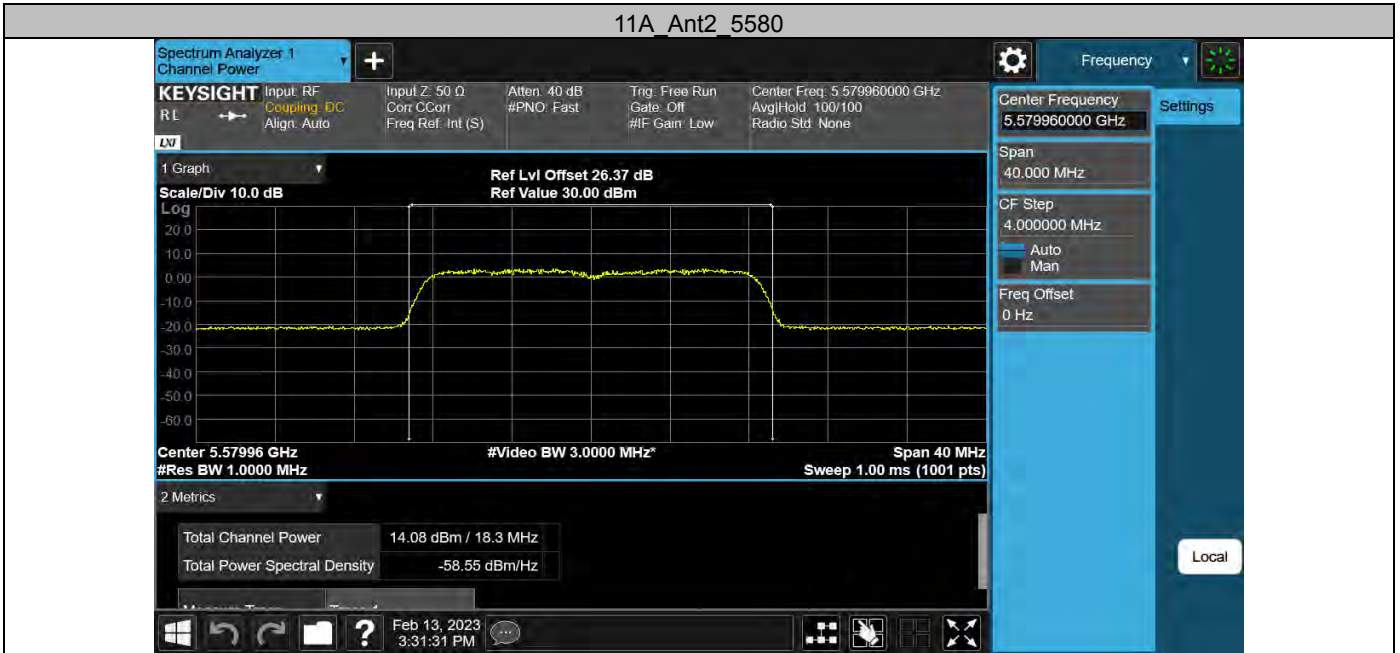 11A_Ant2_5580
Spectrum Analyzer 1
Channel Power
+
Frequency
KEYSIGHT
RL
LXI
Input: RF
Coupling: DC
Align: Auto
Input Z: 50 Ω
Corr CCorr
Freq Ref: Int (S)
Atten: 40 dB
#PNO: Fast
Trig: Free Run
Gate: Off
#IF Gain: Low
Center Freq: 5.579960000 GHz
Avg|Hold: 100/100
Radio Std: None
Center Frequency
5.579960000 GHz
Settings
Span
40.000 MHz
CF Step
4.000000 MHz
Auto
Man
Freq Offset
0 Hz
1 Graph
Scale/Div 10.0 dB
Ref Lvl Offset 26.37 dB
Ref Value 30.00 dBm
Log
20.0
10.0
0.00
-10.0
-20.0
-30.0
-40.0
-50.0
-60.0
Center 5.57996 GHz
#Video BW 3.0000 MHz*
Span 40 MHz
#Res BW 1.0000 MHz
Sweep 1.00 ms (1001 pts)
2 Metrics
Total Channel Power 14.08 dBm / 18.3 MHz
Total Power Spectral Density -58.55 dBm/Hz
Local
?
Feb 13, 2023
3:31:31 PM